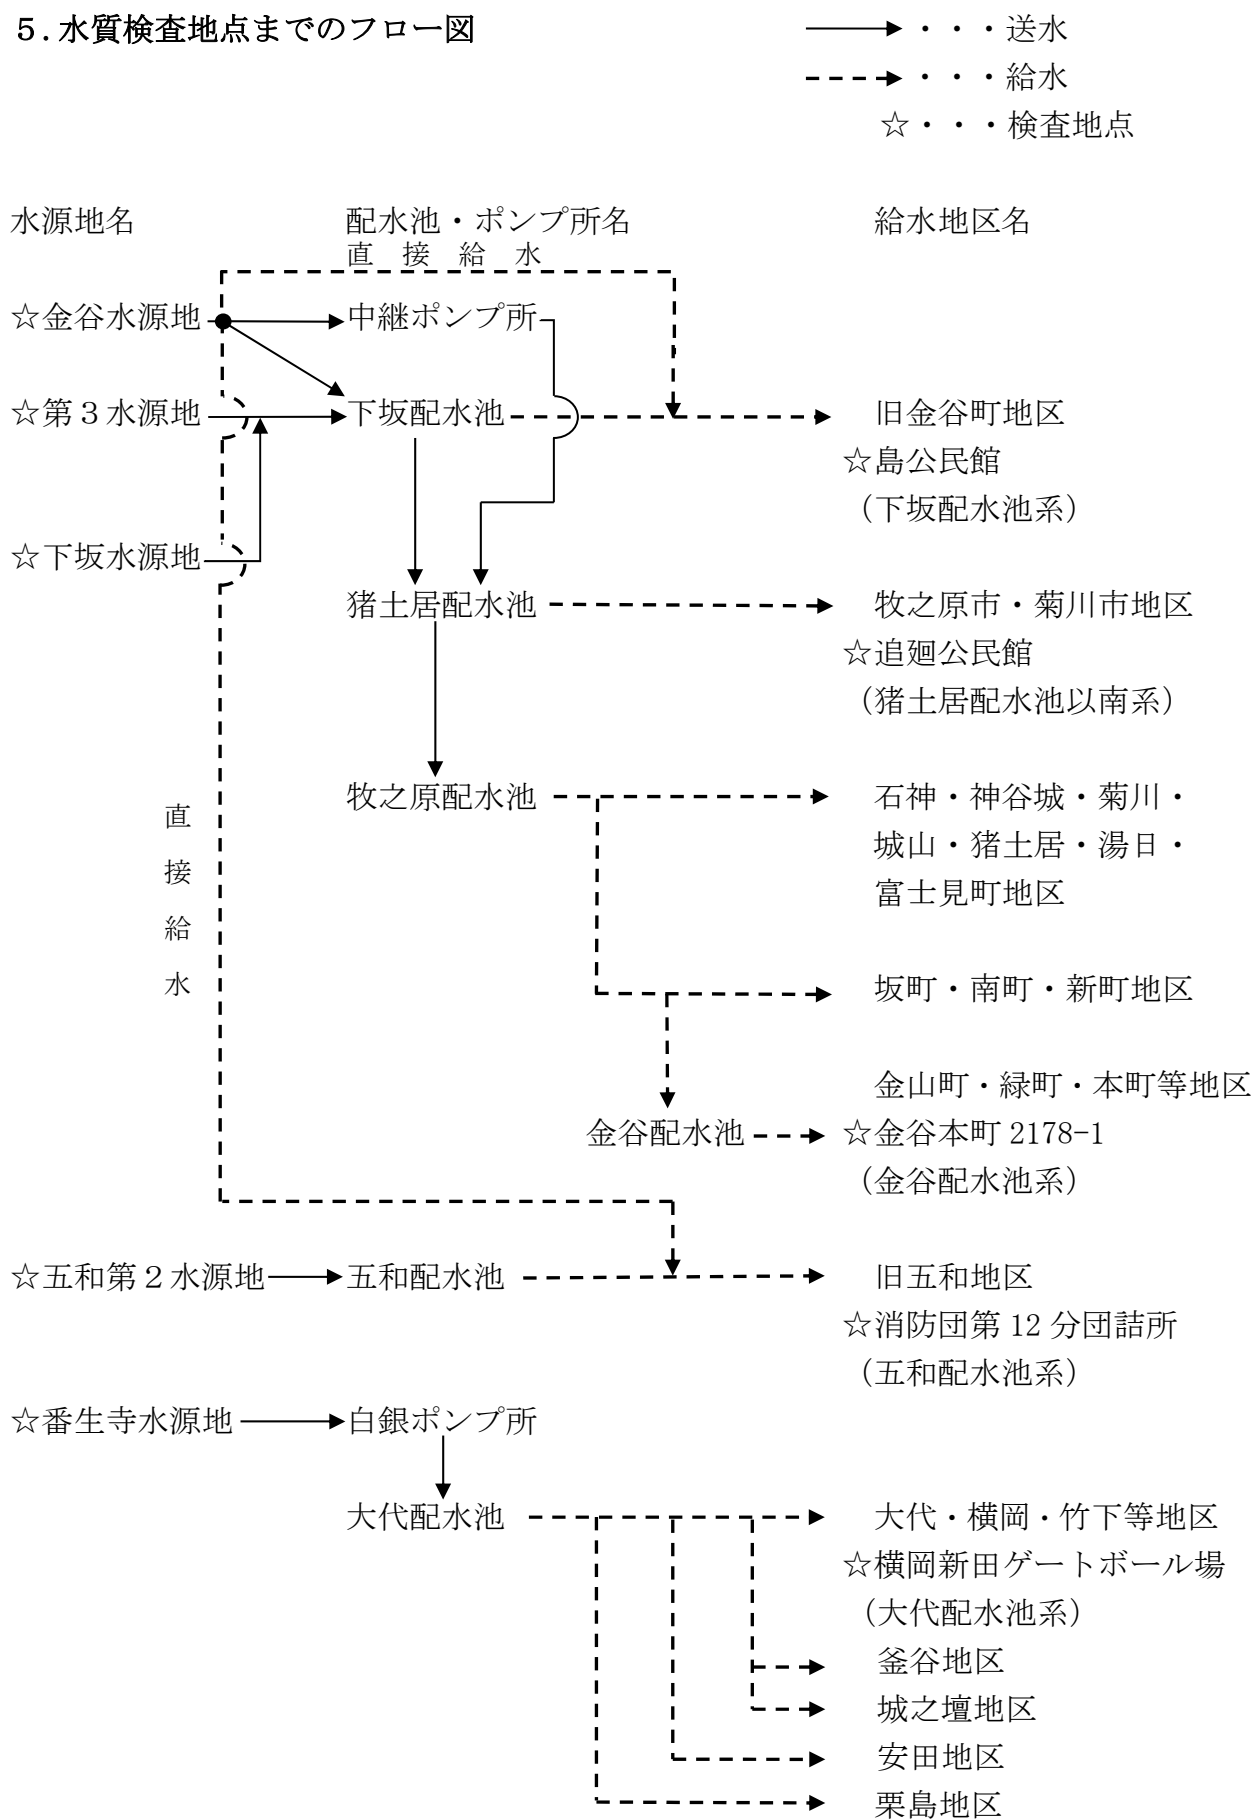 ５.水質検査地点までのフロー図
・・・送水
・・・給水
☆・・・検査地点
水源地名
配水池・ポンプ所名
給水地区名
直接給水
☆金谷水源地
中継ポンプ所
☆第３水源地
下坂配水池
旧金谷町地区
☆島公民館
（下坂配水池系）
☆下坂水源地
猪土居配水池
牧之原市・菊川市地区
☆追廻公民館
（猪土居配水池以南系）
牧之原配水池
石神・神谷城・菊川・
城山・猪土居・湯日・
富士見町地区
直接給水
坂町・南町・新町地区
金山町・緑町・本町等地区
金谷配水池
☆金谷本町 2178-1
（金谷配水池系）
☆五和第２水源地
五和配水池
旧五和地区
☆消防団第 12 分団詰所
（五和配水池系）
☆番生寺水源地
白銀ポンプ所
大代配水池
大代・横岡・竹下等地区
☆横岡新田ゲートボール場
（大代配水池系）
釜谷地区
城之壇地区
安田地区
栗島地区